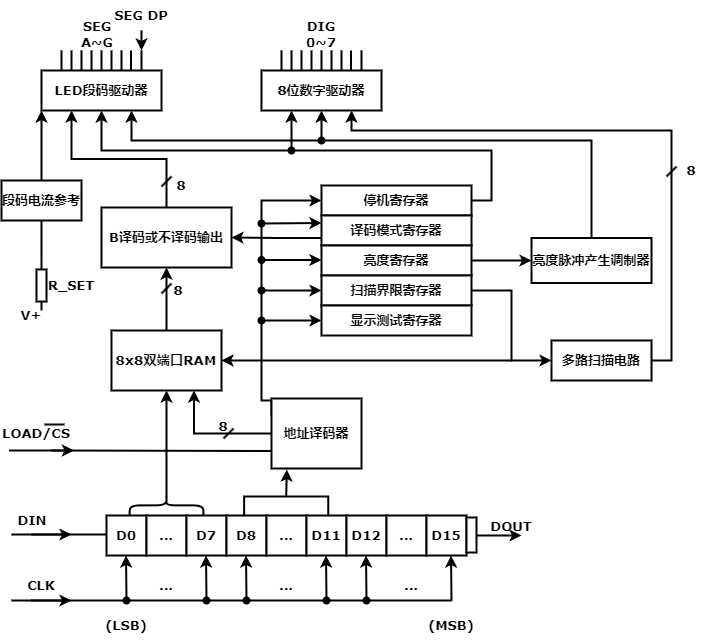 SEG DP
SEG
A~G
DIG
0~7
LED段码驱动器
8位数字驱动器
8
8
段码电流参考
停机寄存器
B译码或不译码输出
译码模式寄存器
亮度寄存器
亮度脉冲产生调制器
R_SET
8
扫描界限寄存器
V+
显示测试寄存器
8x8双端口RAM
多路扫描电路
LOAD/CS
8
地址译码器
DIN
D0
...
D7
D8
...
D11
D12
...
D15
DOUT
CLK
...
...
...
(LSB)
(MSB)